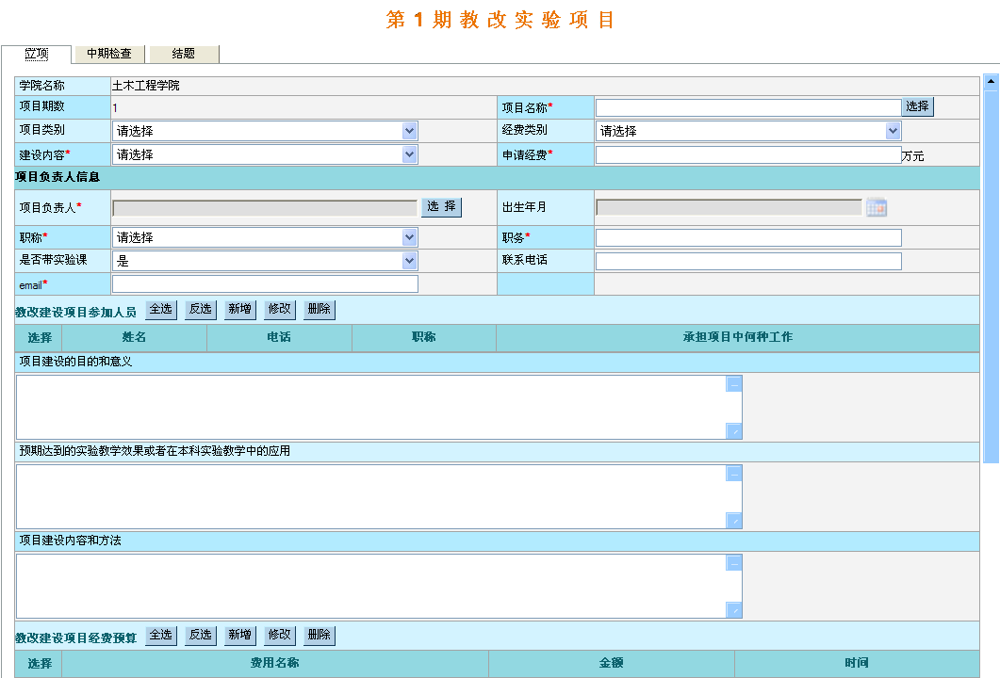 第 1 期 教 改 实 验 项 目
立项 中期检查 结题
学院名称 土木工程学院
项目期数 1 项目名称* 选择
项目类别 请选择 经费类别 请选择
建设内容* 请选择 申请经费* 万元
项目负责人信息
项目负责人* 选 择 出生年月
职称* 请选择 职务*
是否带实验课 是 联系电话
email*
教改建设项目参加人员 全选 反选 新增 修改 删除
选择 姓名 电话 职称 承担项目中何种工作
项目建设的目的和意义
预期达到的实验教学效果或者在本科实验教学中的应用
项目建设内容和方法
教改建设项目经费预算 全选 反选 新增 修改 删除
选择 费用名称 金额 时间